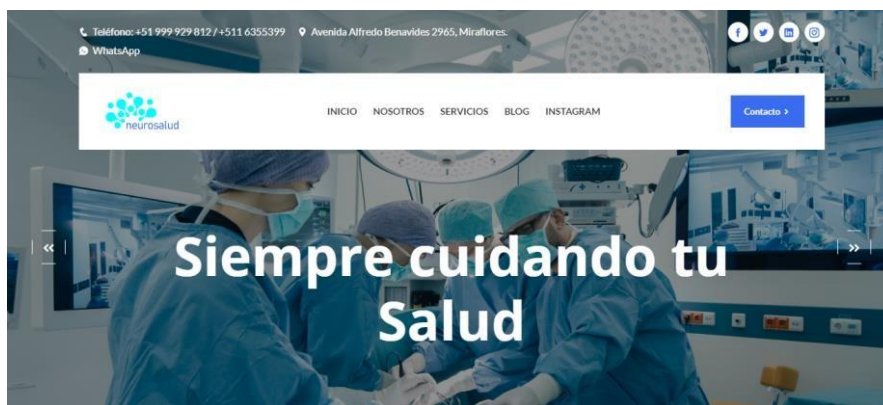 Teléfono: +51 999 929 812 / +511 6355399 Avenida Alfredo Benavides 2965, Miraflores.
WhatsApp
neurosalud
INICIO NOSOTROS SERVICIOS BLOG INSTAGRAM
Contacto >
« »
Siempre cuidando tu
Salud